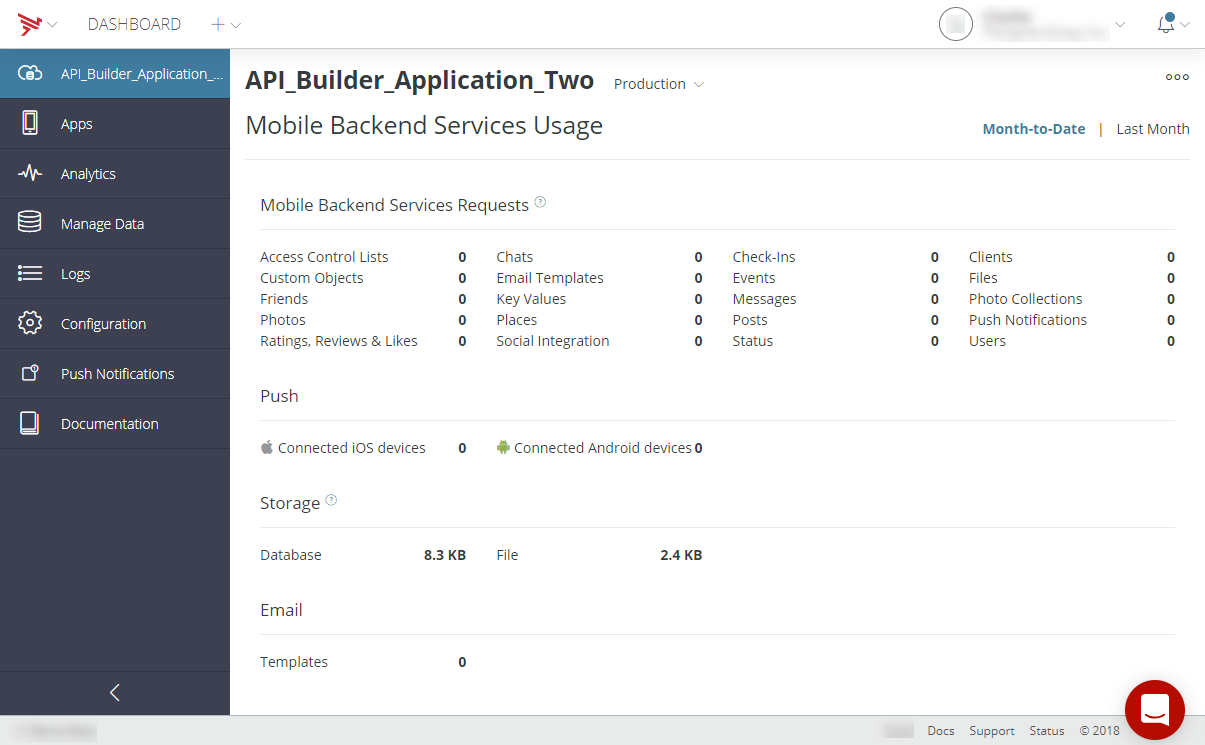 DASHBOARD
API_Builder_Application_...
Apps
Analytics
Manage Data
Logs
Configuration
Push Notifications
Documentation
API_Builder_Application_Two Production
Mobile Backend Services Usage
Month-to-Date | Last Month
Mobile Backend Services Requests ?
Access Control Lists 0 Chats 0 Check-Ins 0 Clients 0
Custom Objects 0 Email Templates 0 Events 0 Files 0
Friends 0 Key Values 0 Messages 0 Photo Collections 0
Photos 0 Places 0 Posts 0 Push Notifications 0
Ratings, Reviews & Likes 0 Social Integration 0 Status 0 Users 0
Push
Connected iOS devices 0 Connected Android devices 0
Storage ?
Database 8.3 KB File 2.4 KB
Email
Templates 0
Docs Support Status © 2018